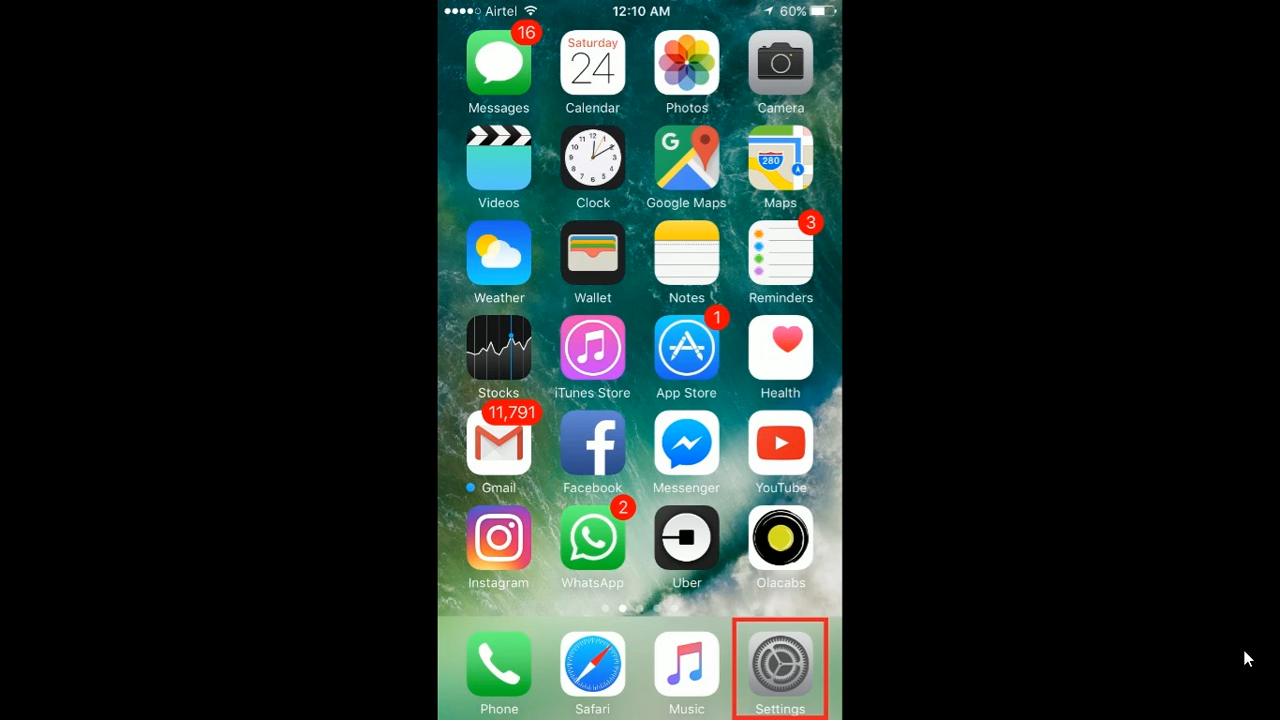 Airtel 12:10 AM 60%
16
Saturday
24
Messages Calendar Photos Camera
G 280
Videos Clock Google Maps Maps
3
Weather Wallet Notes Reminders
1
Stocks iTunes Store App Store Health
11,791
Gmail Facebook Messenger YouTube
2
Instagram WhatsApp Uber Olacabs
Phone Safari Music Settings